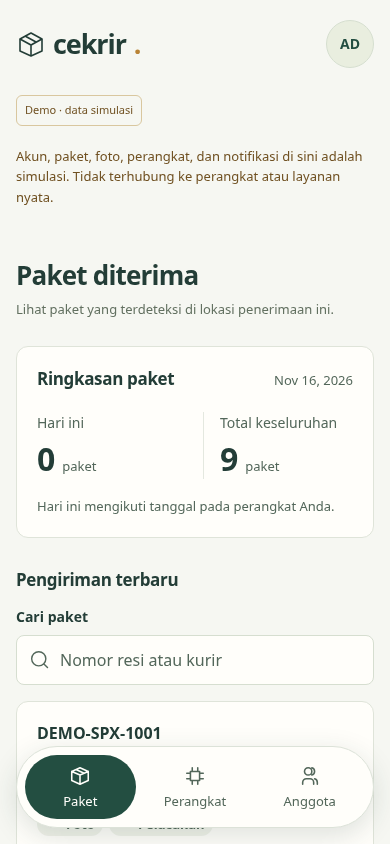 cekrir.
AD
Demo · data simulasi
Akun, paket, foto, perangkat, dan notifikasi di sini adalah
simulasi. Tidak terhubung ke perangkat atau layanan
nyata.
Paket diterima
Lihat paket yang terdeteksi di lokasi penerimaan ini.
Ringkasan paket
Nov 16, 2026
Hari ini
Total keseluruhan
0 paket
9 paket
Hari ini mengikuti tanggal pada perangkat Anda.
Pengiriman terbaru
Cari paket
Nomor resi atau kurir
DEMO-SPX-1001
Paket
Perangkat
Anggota